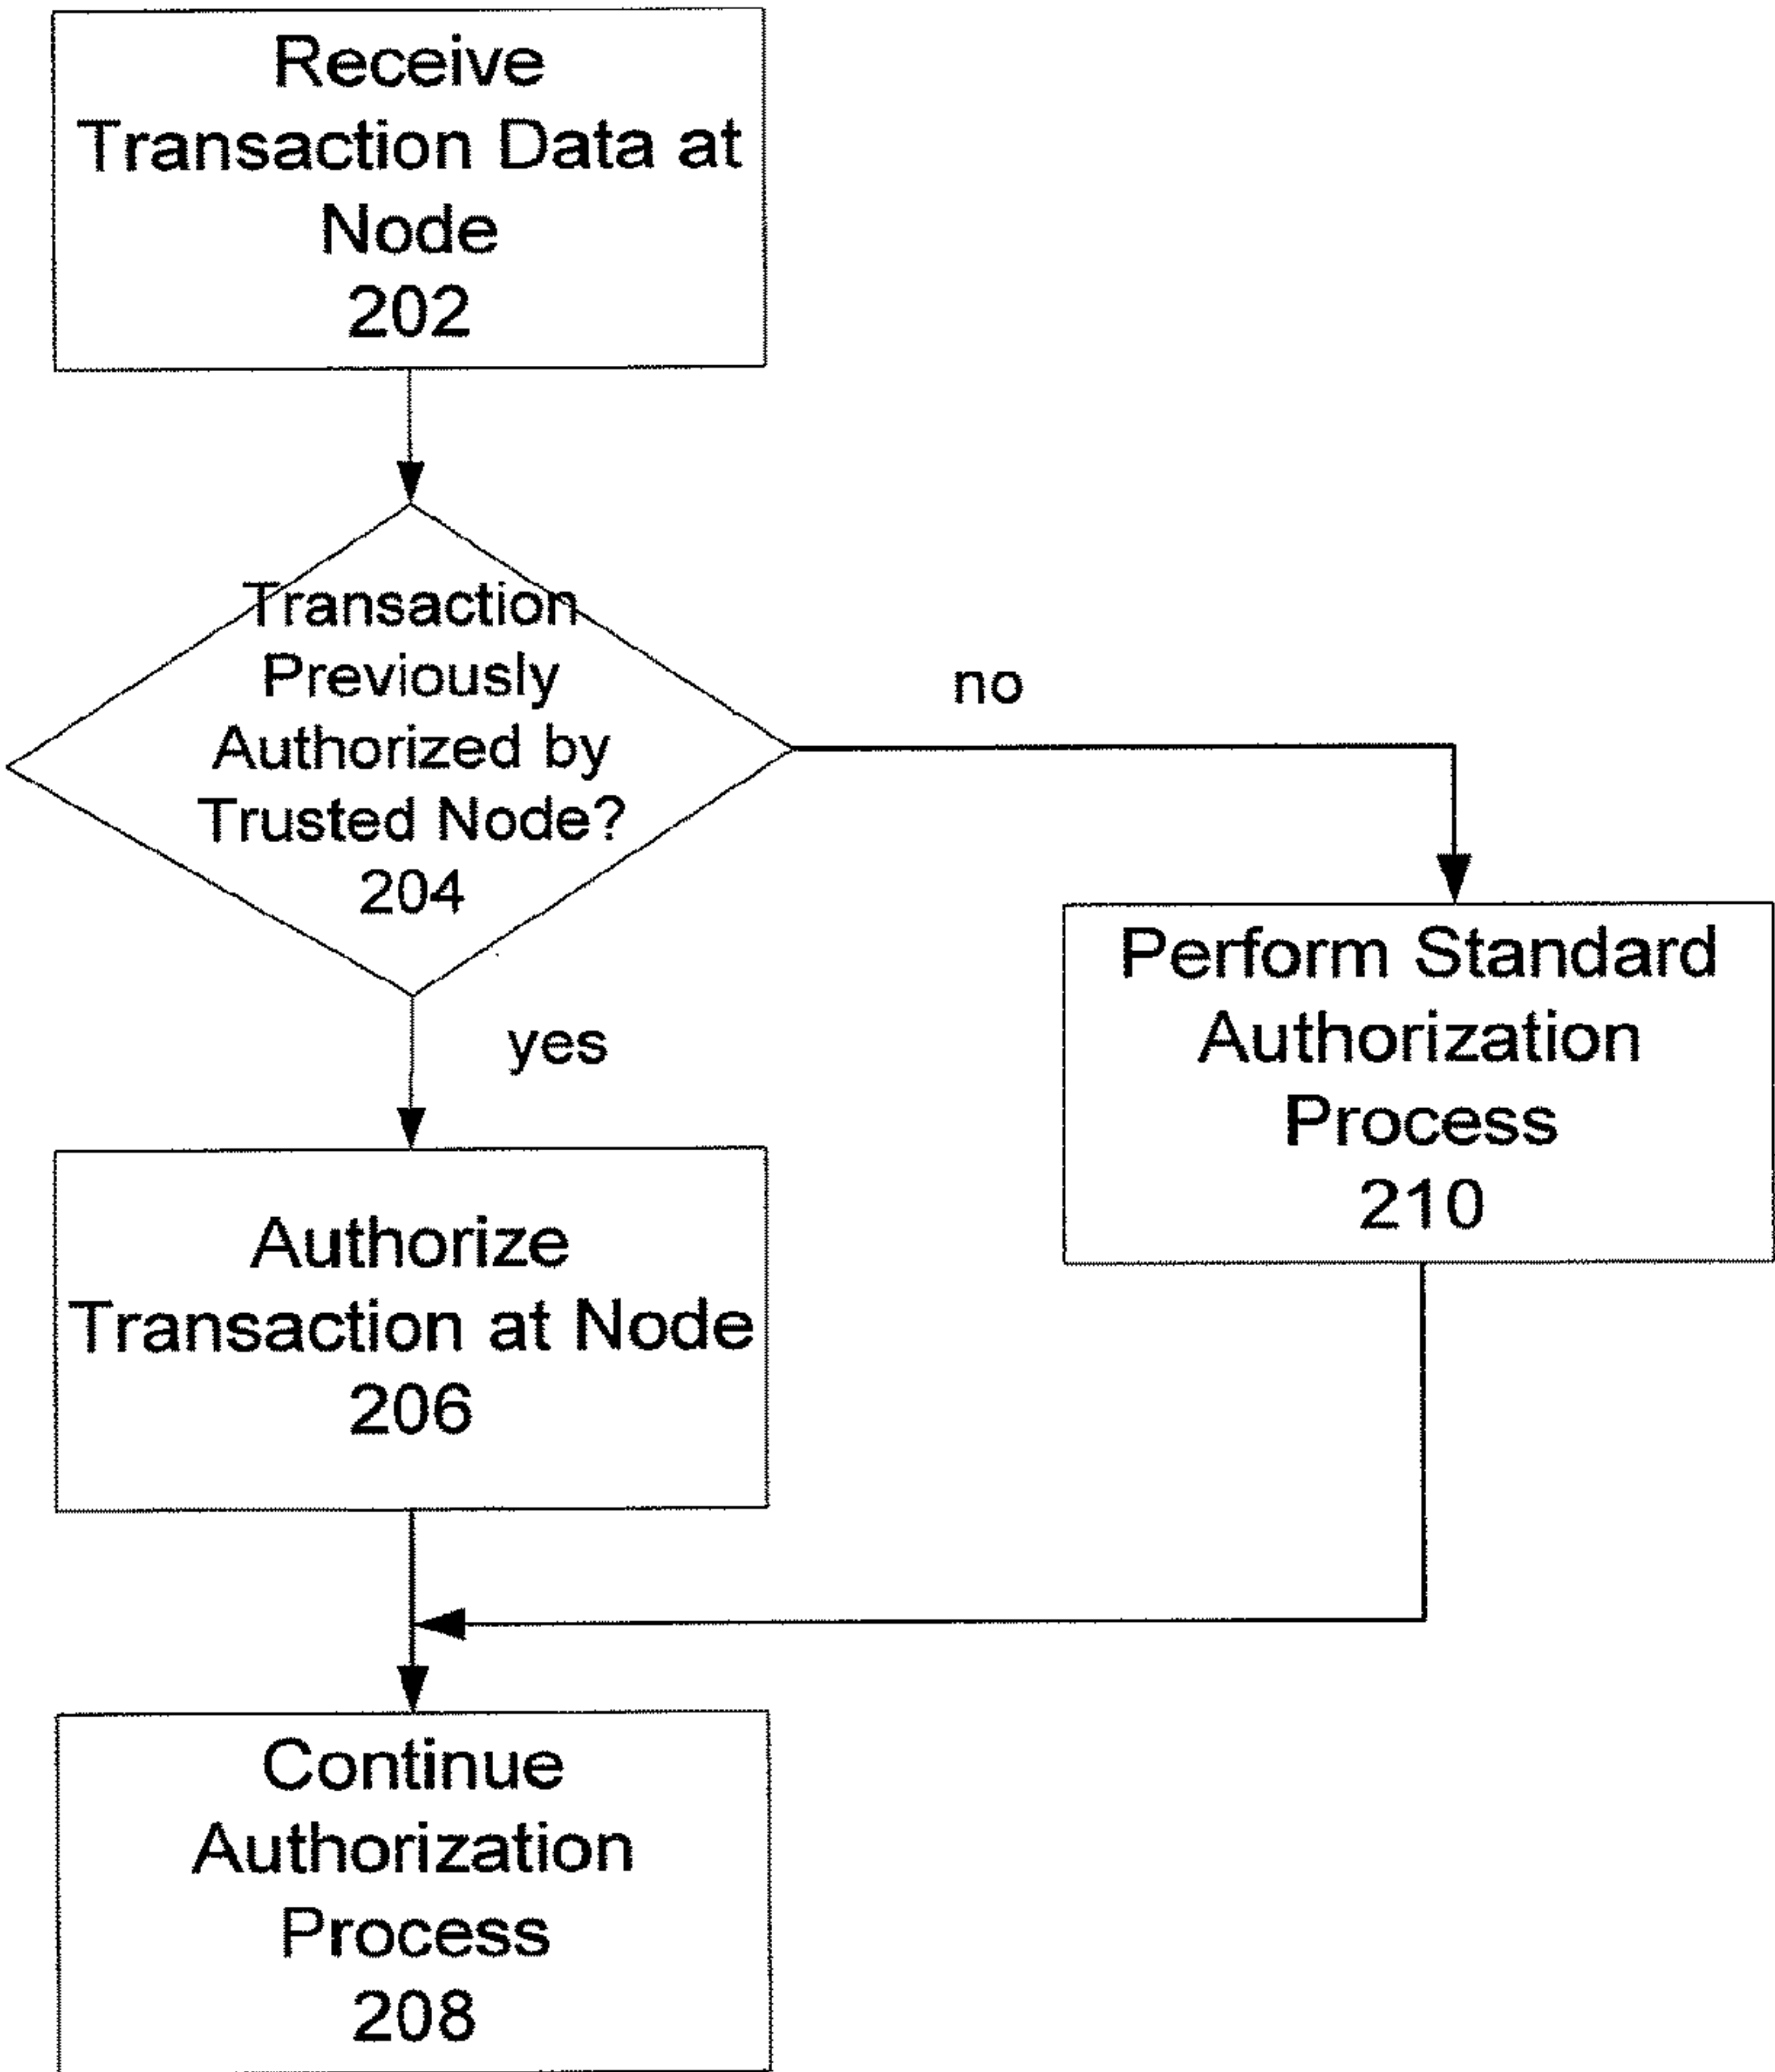 Receive
Transaction Data at
Node
202
Transaction
Previously
Authorized by
Trusted Node?
204
no
yes
Perform Standard
Authorization
Process
210
Authorize
Transaction at Node
206
Continue
Authorization
Process
208